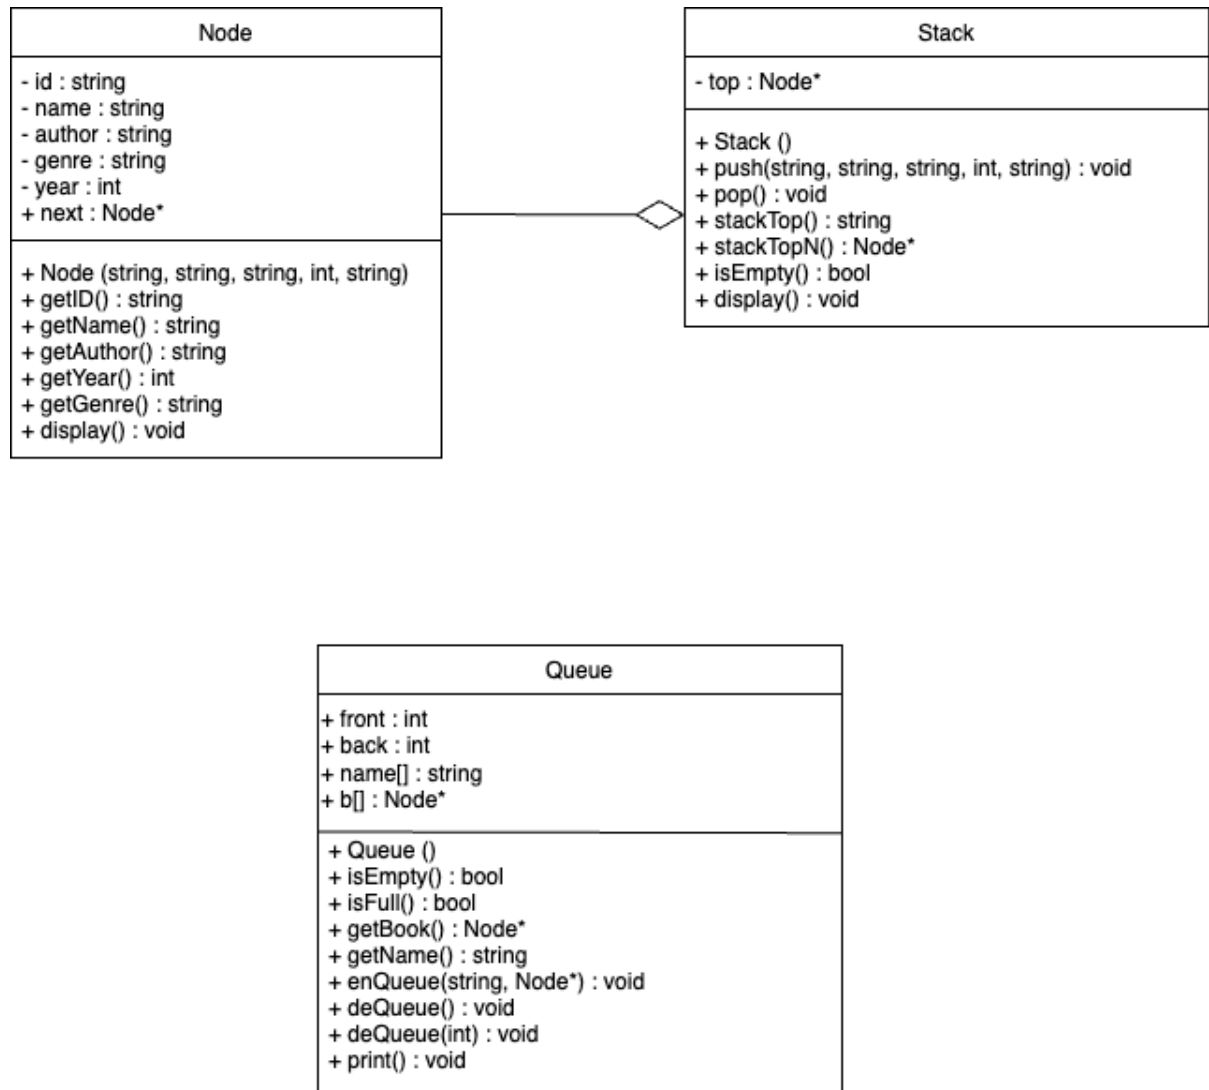 Node
- id : string
- name : string
- author : string
- genre : string
- year : int
+ next : Node*
+ Node (string, string, string, int, string)
+ getID() : string
+ getName() : string
+ getAuthor() : string
+ getYear() : int
+ getGenre() : string
+ display() : void
Stack
- top : Node*
+ Stack ()
+ push(string, string, string, int, string) : void
+ pop() : void
+ stackTop() : string
+ stackTopN() : Node*
+ isEmpty() : bool
+ display() : void
Queue
+ front : int
+ back : int
+ name[] : string
+ b[] : Node*
+ Queue ()
+ isEmpty() : bool
+ isFull() : bool
+ getBook() : Node*
+ getName() : string
+ enQueue(string, Node*) : void
+ deQueue() : void
+ deQueue(int) : void
+ print() : void